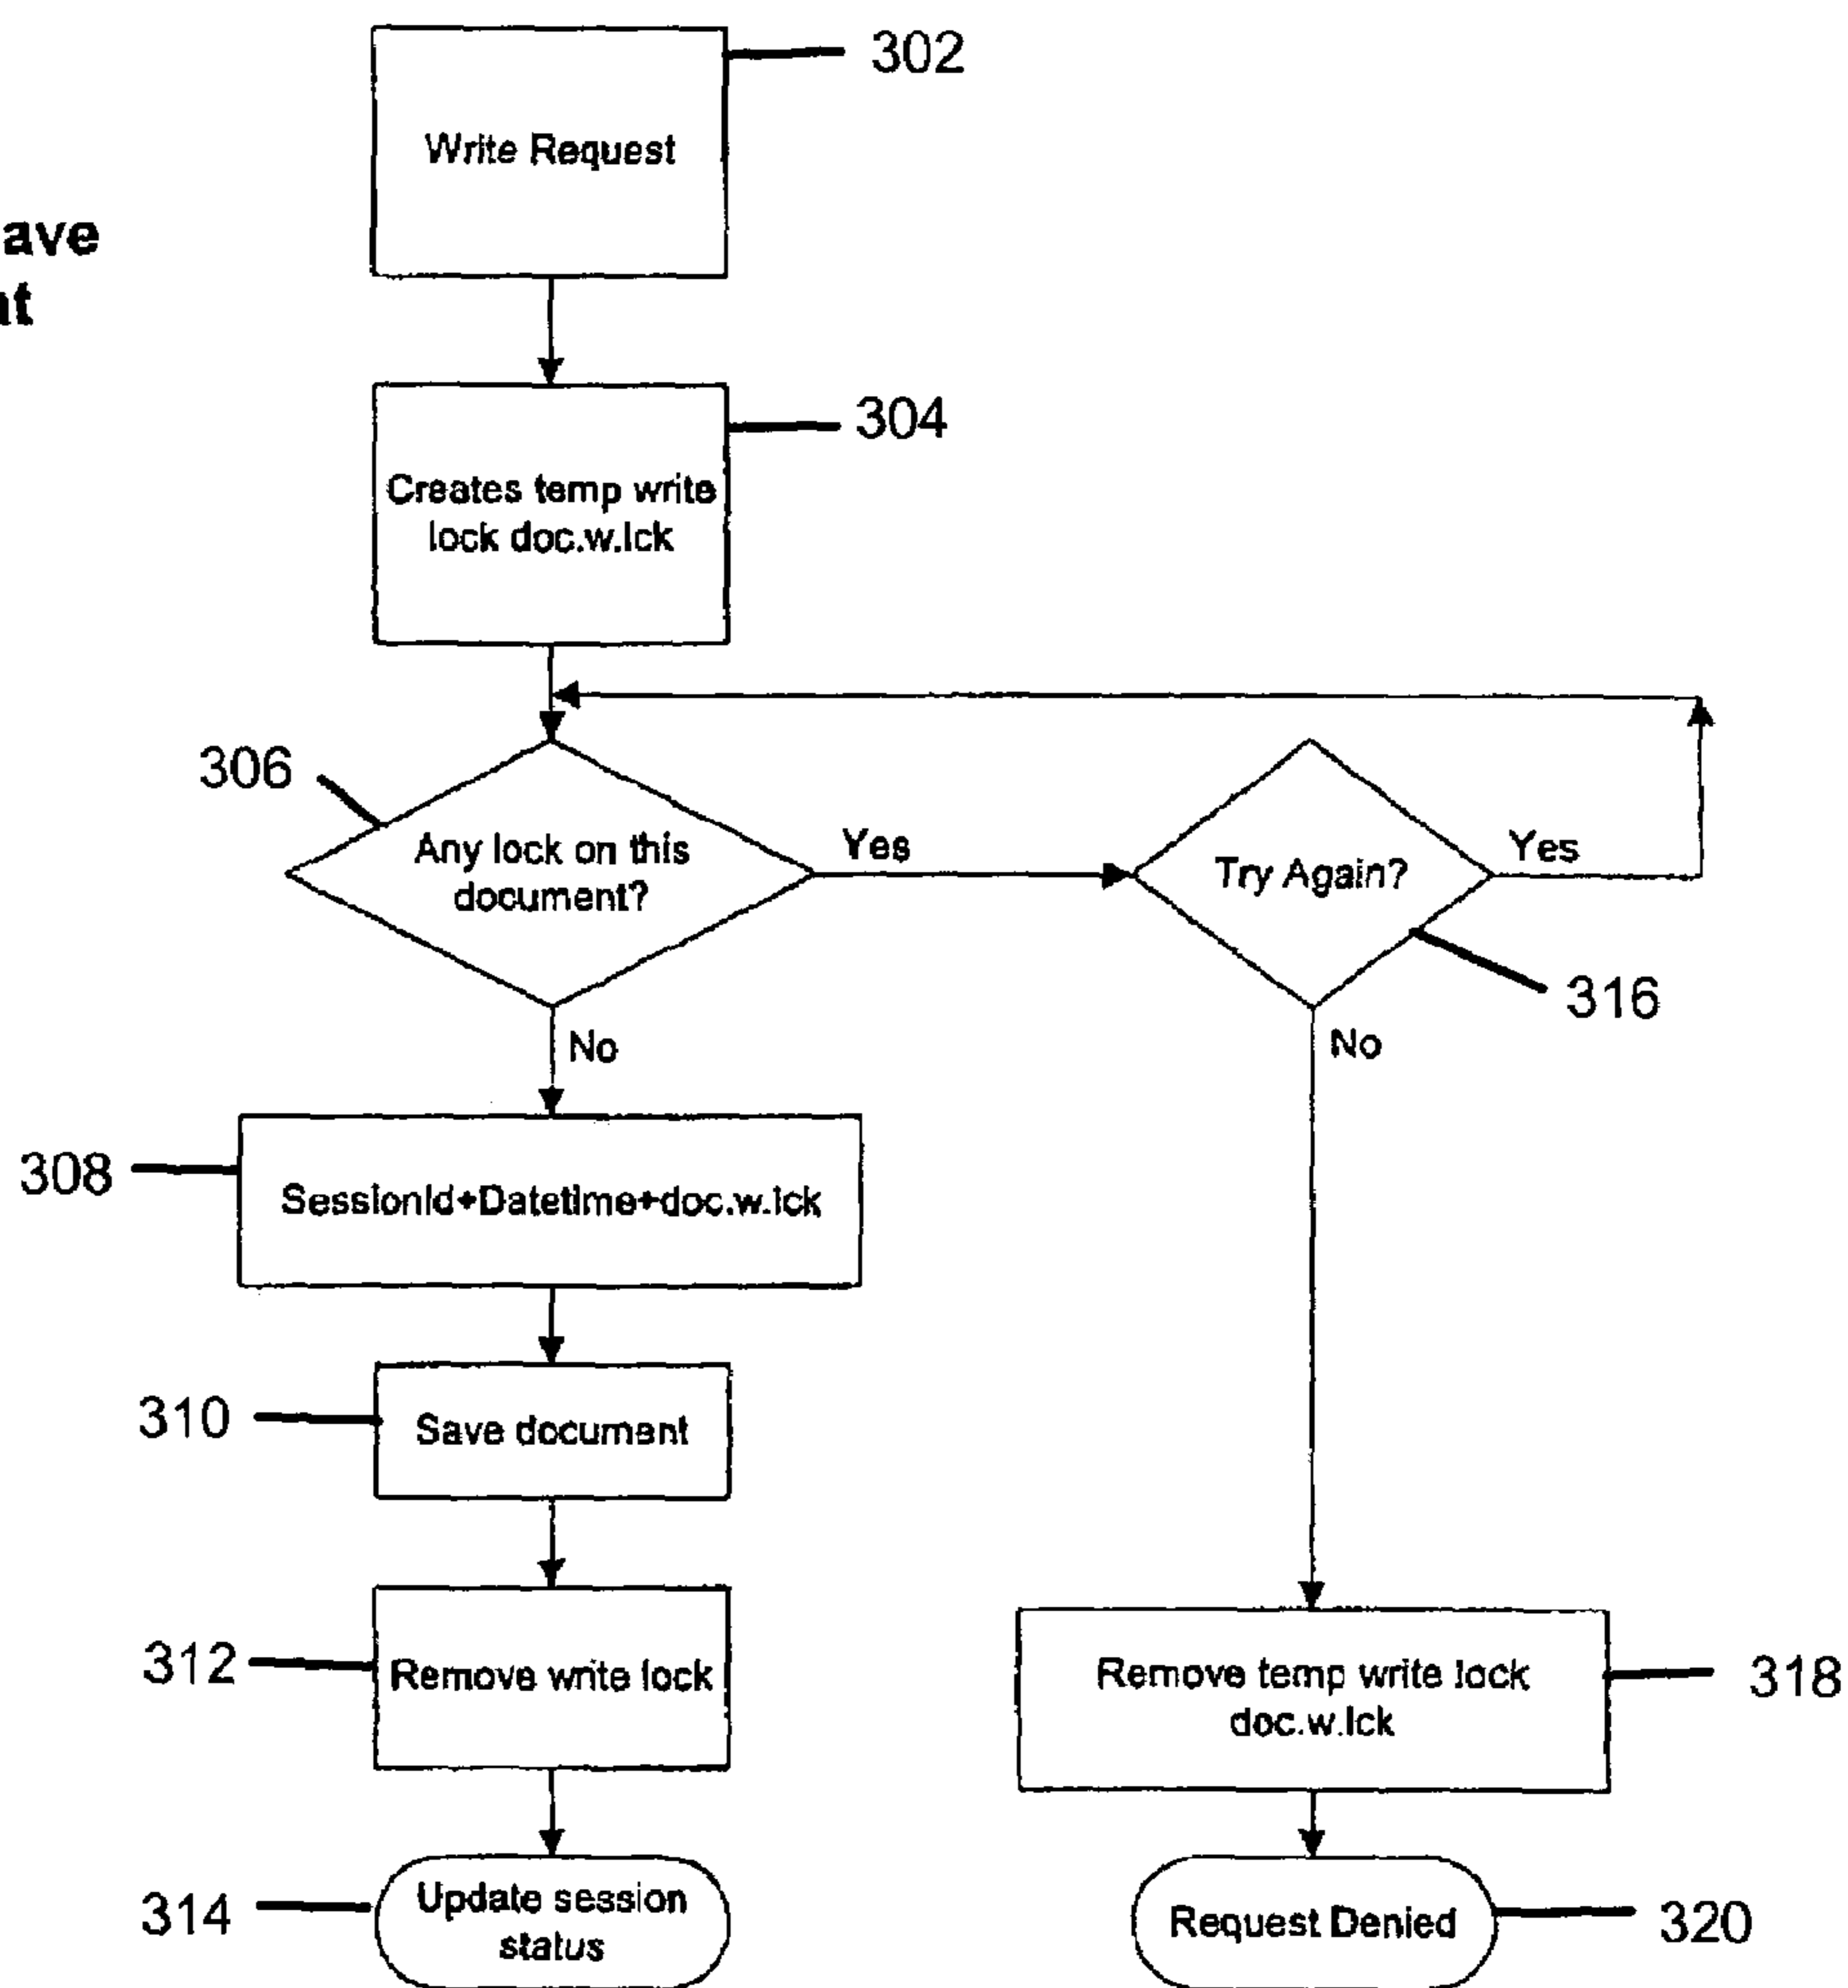 302
Write Request
ave
nt
304
Creates temp write
lock doc.w.lck
306
Any lock on this
document?
Yes
Try Again?
Yes
316
No
No
308
SessionId+Datetime+doc.w.lck
310
Save document
312
Remove write lock
Remove temp write lock
doc.w.lck
318
314
Update session
status
Request Denied
320